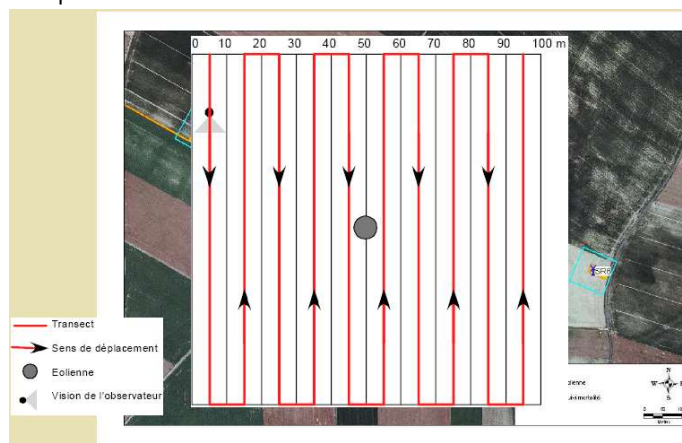 0 10 20 30 40 50 60 70 80 90 100 m
SR6
Transect
Sens de déplacement
Eolienne
Vision de l'observateur
N
W
S